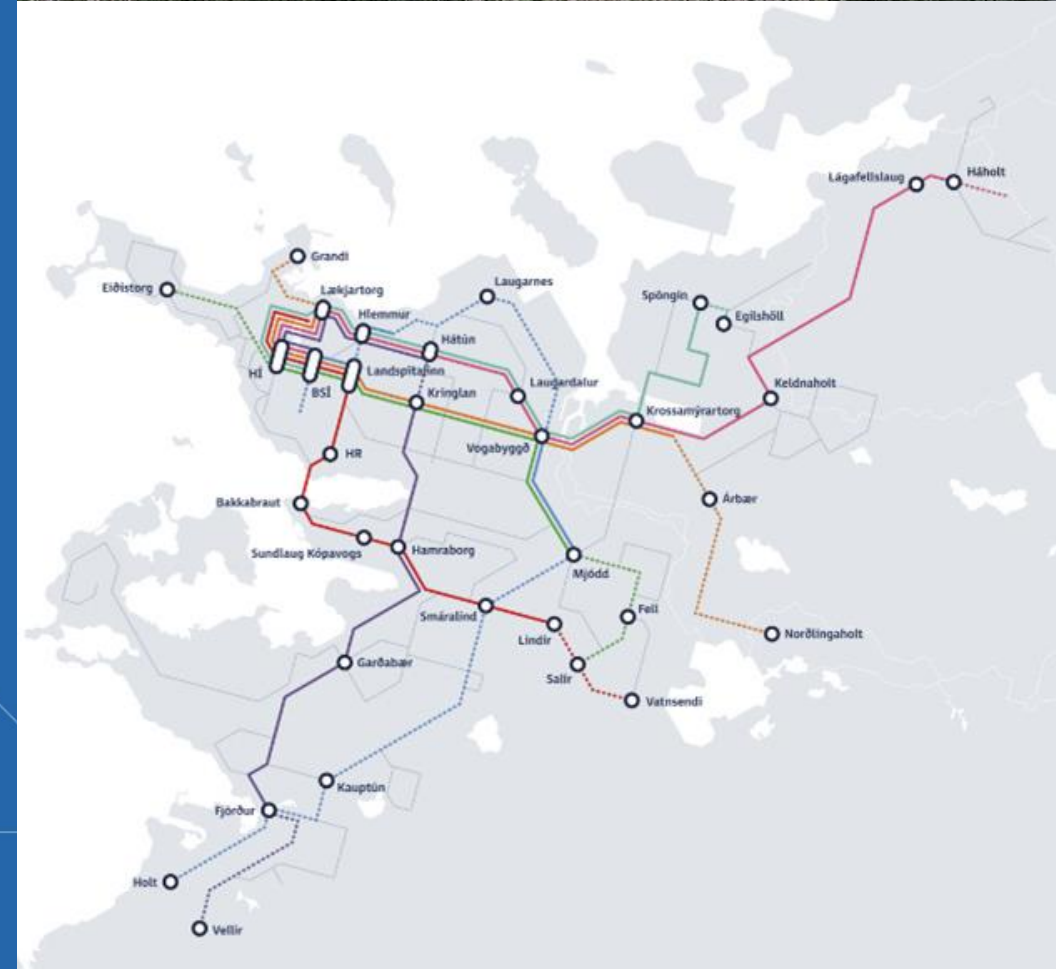 Lágafellslaug
Háholt
Grandi
Eiðistorg
Lækjartorg
Laugarnes
Spöngin
Hlemmur
Egilshöll
Hátún
HÍ
Landspítalinn
BSÍ
Laugardalur
Keldnaholt
Kringlan
Krossamýrartorg
Vogabyggð
HR
Bakkabraut
Árbær
Sundlaug Kópavogs
Hamraborg
Mjódd
Smáralind
Fell
Lindir
Norðlingaholt
Garðabær
Salir
Vatnsendi
Kauptún
Fjörður
Holt
Vellir